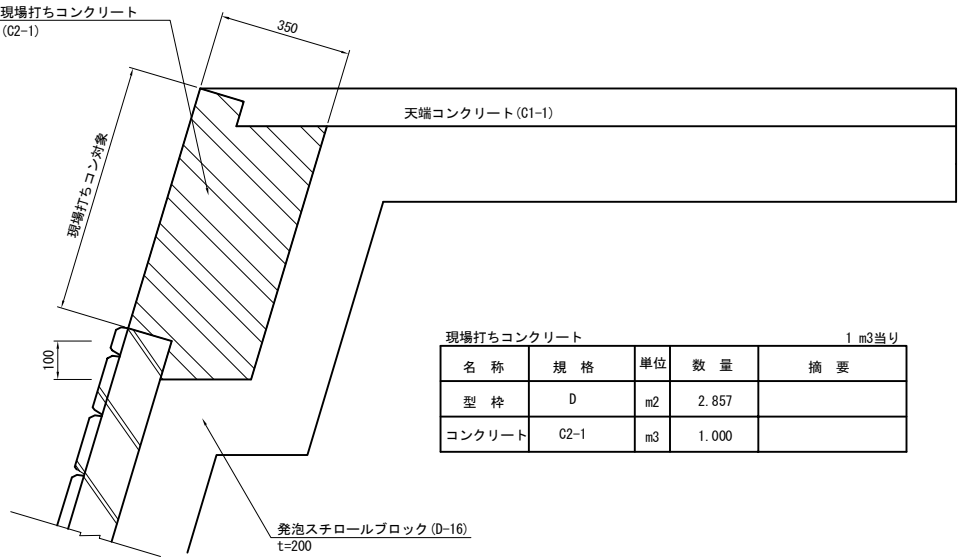 現場打ちコンクリート
(C2-1)
350
天端コンクリート(C1-1)
現場打ちコン対象
100
現場打ちコンクリート 1 m3当り
名 称 規 格 単位 数 量 摘 要
型 枠 D m2 2.857
コンクリート C2-1 m3 1.000
発泡スチロールブロック(D-16)
t=200